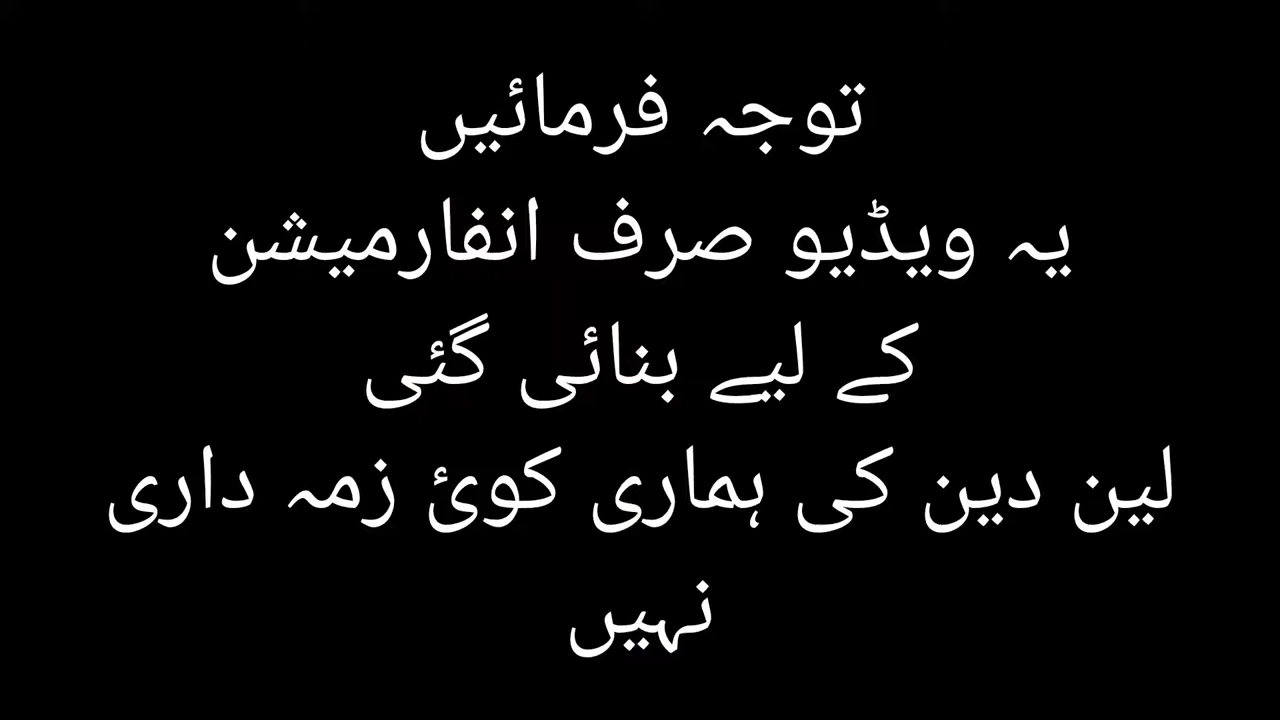 توجہ فرمائیں
یہ ویڈیو صرف انفارمیشن
کے لیے بنائی گئی
لین دین کی ہماری کوئ زمہ داری
نہیں